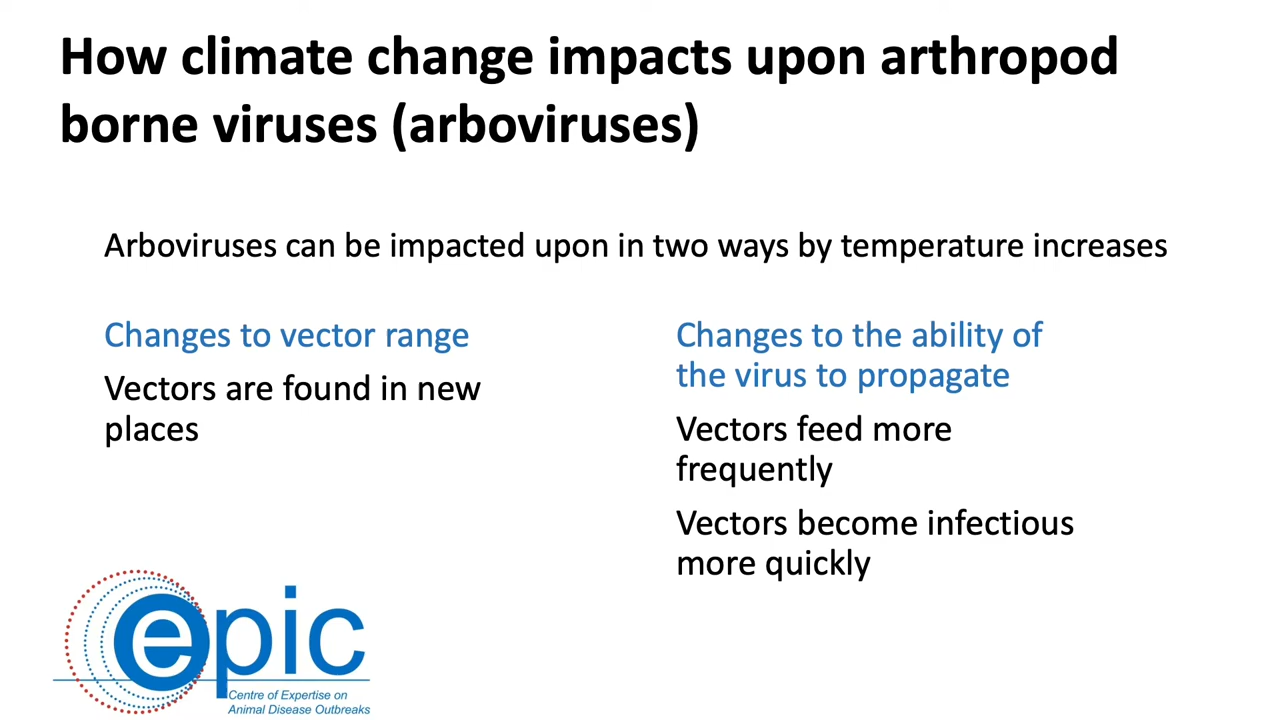 How climate change impacts upon arthropod
borne viruses (arboviruses)
Arboviruses can be impacted upon in two ways by temperature increases
Changes to vector range
Vectors are found in new
places
Changes to the ability of
the virus to propagate
Vectors feed more
frequently
Vectors become infectious
more quickly
epic
Centre of Expertise on
Animal Disease Outbreaks